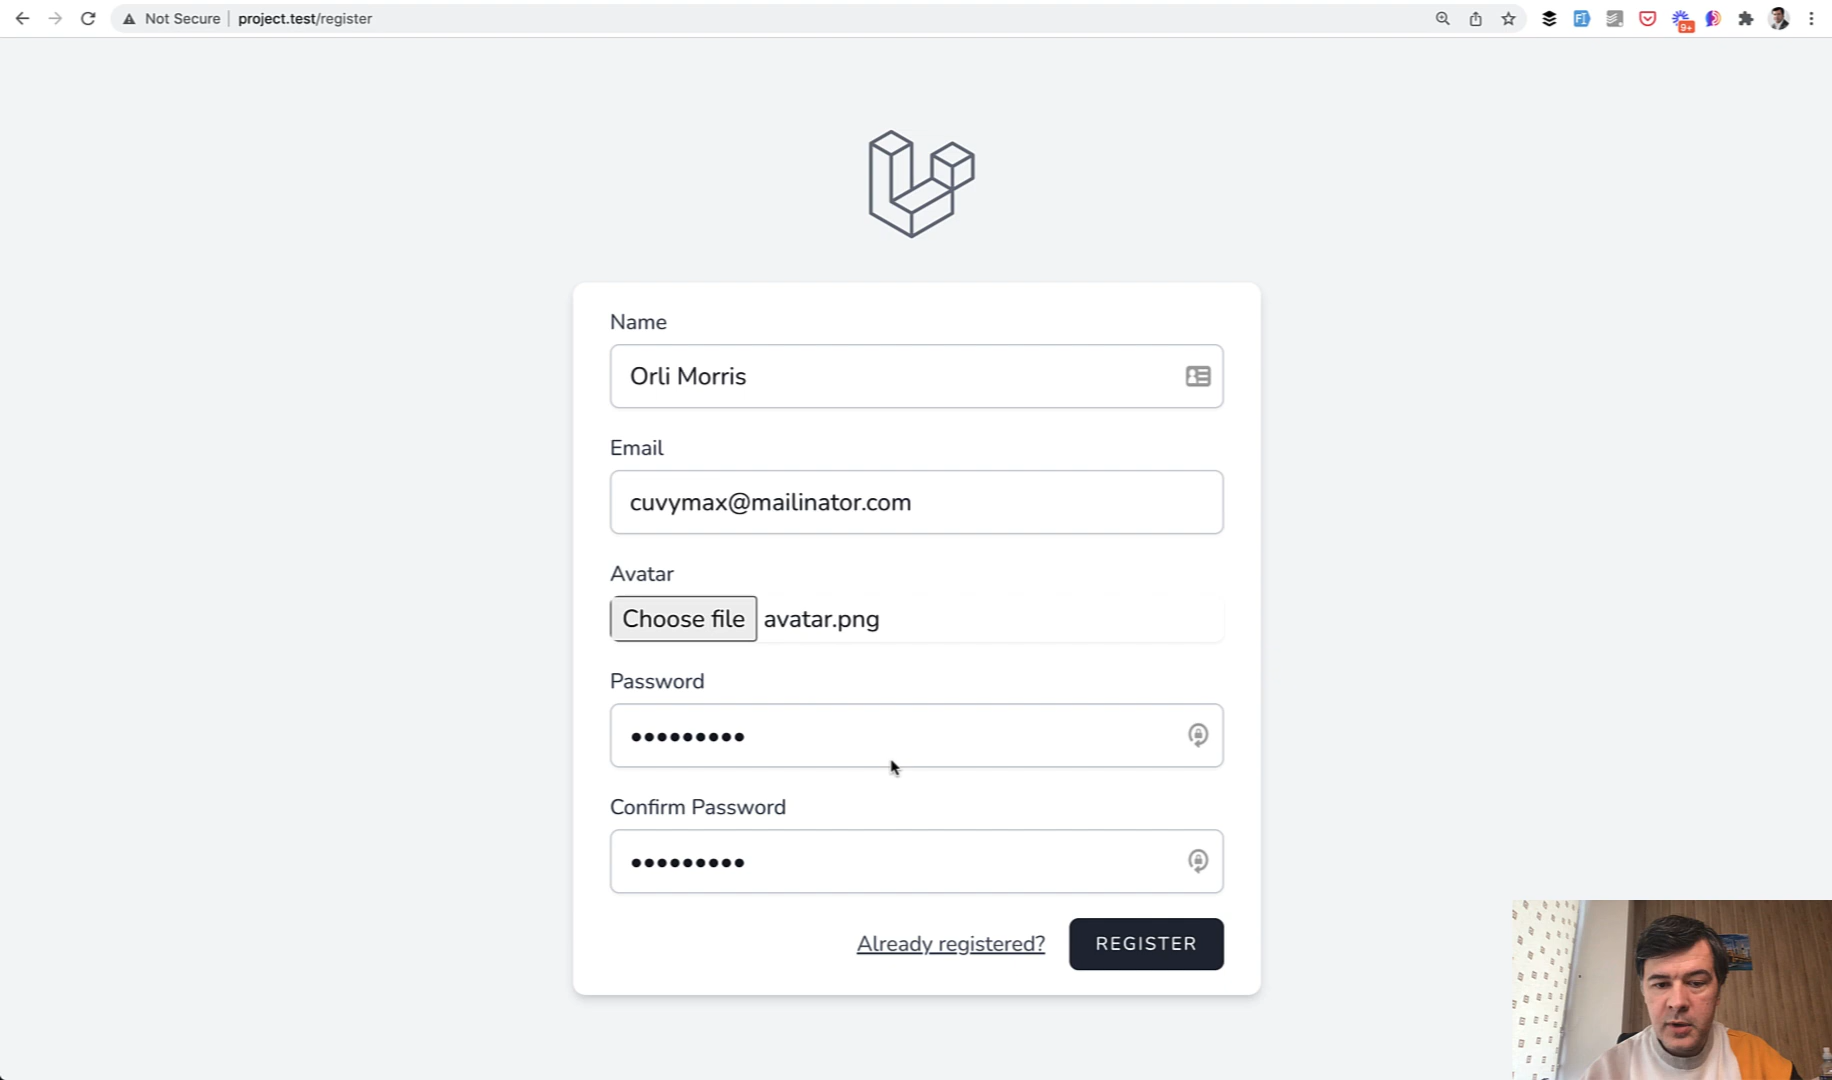 Not Secure project.test/register
9+
Name
Orli Morris
Email
cuvymax@mailinator.com
Avatar
Choose file avatar.png
Password
•••••••••
Confirm Password
•••••••••
Already registered? REGISTER